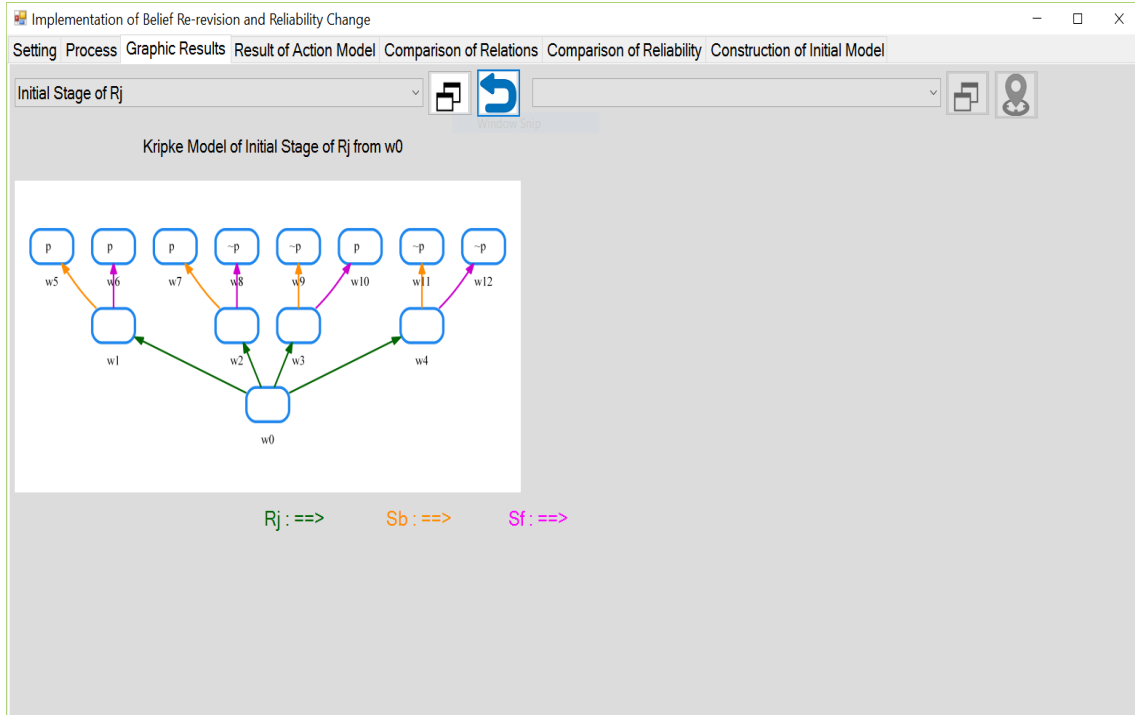 Implementation of Belief Re-revision and Reliability Change
Setting Process Graphic Results Result of Action Model Comparison of Relations Comparison of Reliability Construction of Initial Model
Initial Stage of Rj
Window Snip
Kripke Model of Initial Stage of Rj from w0
p p p ~p ~p p ~p ~p
w5 w6 w7 w8 w9 w10 w11 w12
w1 w2 w3 w4
w0
Rj : ==> Sb : ==> Sf : ==>